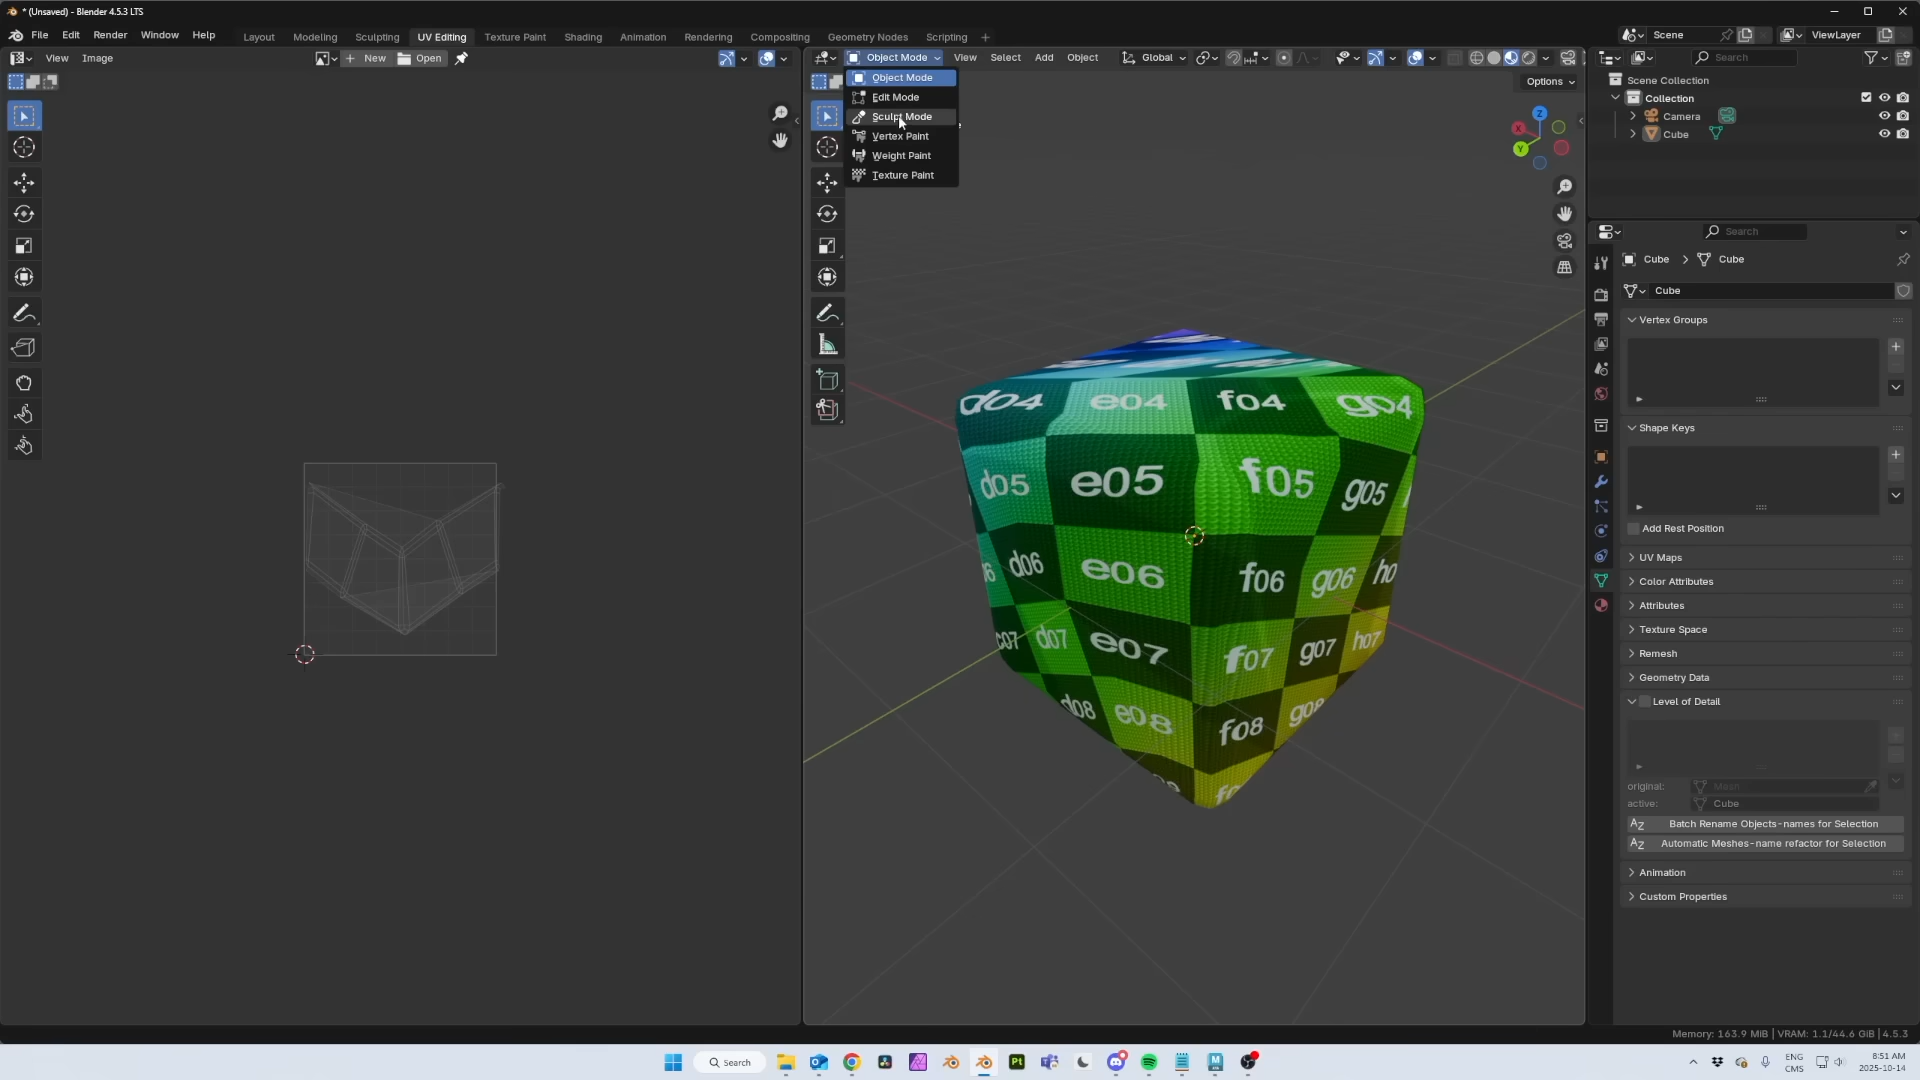 * (Unsaved) - Blender 4.5.3 LTS
File Edit Render Window Help Layout Modeling Sculpting UV Editing Texture Paint Shading Animation Rendering Compositing Geometry Nodes Scripting + Scene ViewLayer
View Image New Open Object Mode View Select Add Object Global Search
Options
Object Mode
Edit Mode
Sculpt Mode
Vertex Paint
Weight Paint
Texture Paint
Z
X
Y
Scene Collection
Collection
Camera
Cube
Search
Cube > Cube
Cube
Vertex Groups
Shape Keys
Add Rest Position
UV Maps
Color Attributes
Attributes
Texture Space
Remesh
Geometry Data
Level of Detail
original: Mesh
active: Cube
Batch Rename Objects-names for Selection
Automatic Meshes-name refactor for Selection
Animation
Custom Properties
d04 e04 f04 g04
d05 e05 f05 g05
d06 e06 f06 g06
c07 d07 e07 f07 g07 h07
d08 e08 f08 g08
Memory: 163.9 MiB | VRAM: 1.1/44.6 GiB | 4.5.3
Search
Pt
ENG
CMS
8:51 AM
2025-10-14